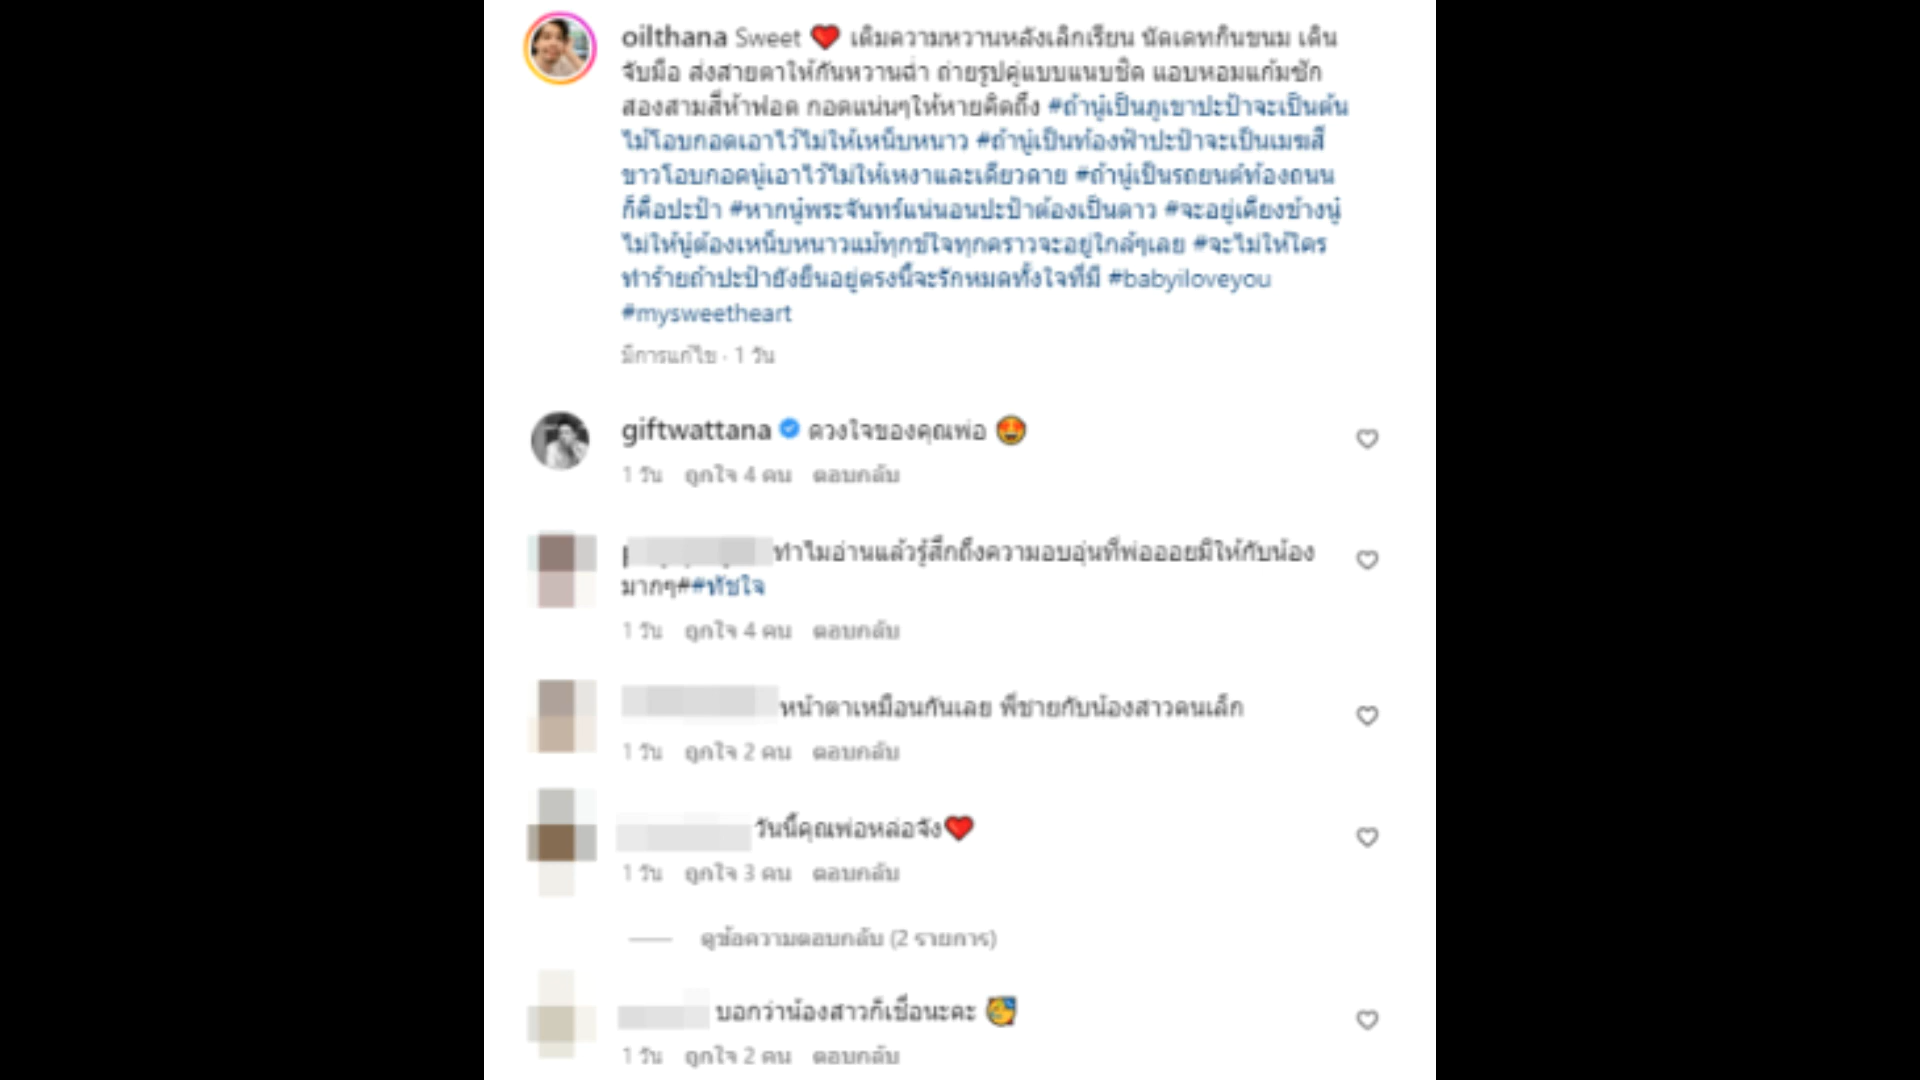 oilthana Sweet ❤️ เติมความหวานหลังเลิกเรียน นัดเดทกินขนม เดิน
จับมือ ส่งสายตาให้กันหวานฉ่ำ ถ่ายรูปคู่แบบแนบชิด แอบหอมแก้มซัก
สองสามสี่ห้าฟอด กอดแน่นๆให้หายคิดถึง #ถ้านู๋เป็นภูเขาปะป๊าจะเป็นต้น
ไม้โอบกอดเอาไว้ไม่ให้เหน็บหนาว #ถ้านู๋เป็นท้องฟ้าปะป๊าจะเป็นเมฆสี
ขาวโอบกอดนู๋เอาไว้ไม่ให้เหงาและเดียวดาย #ถ้านู๋เป็นรถยนต์ท้องถนน
ก็คือปะป๊า #หากนู๋พระจันทร์แน่นอนปะป๊าต้องเป็นดาว #จะอยู่เคียงข้างนู๋
ไม่ให้นู๋ต้องเหน็บหนาวแม้ทุกข์ใจทุกคราวจะอยู่ใกล้ๆเลย #จะไม่ให้ใคร
ทำร้ายถ้าปะป๊ายังยืนอยู่ตรงนี้จะรักหมดทั้งใจที่มี #babyiloveyou
#mysweetheart
มีการแก้ไข · 1 วัน
giftwattana ดวงใจของคุณพ่อ 🤩
1 วัน ถูกใจ 4 คน ตอบกลับ
ทำไมอ่านแล้วรู้สึกถึงความอบอุ่นที่พ่อออยมีให้กับน้อง
มากๆ##ทัชใจ
1 วัน ถูกใจ 4 คน ตอบกลับ
หน้าตาเหมือนกันเลย พี่ชายกับน้องสาวคนเล็ก
1 วัน ถูกใจ 2 คน ตอบกลับ
วันนี้คุณพ่อหล่อจัง❤️
1 วัน ถูกใจ 3 คน ตอบกลับ
ดูข้อความตอบกลับ (2 รายการ)
บอกว่าน้องสาวก็เชื่อนะคะ 🥰
1 วัน ถูกใจ 2 คน ตอบกลับ